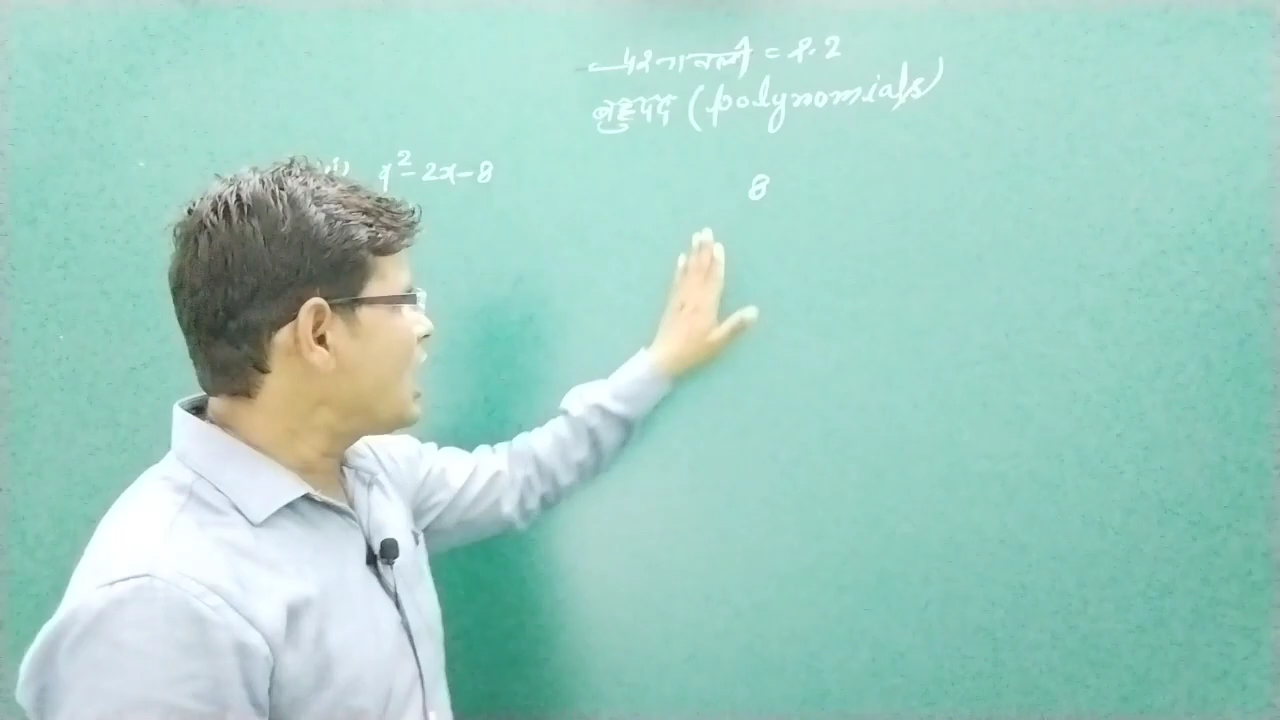 प्रश्नावली = 2.2
बहुपद (polynomials)
i) x²-2x-8
8